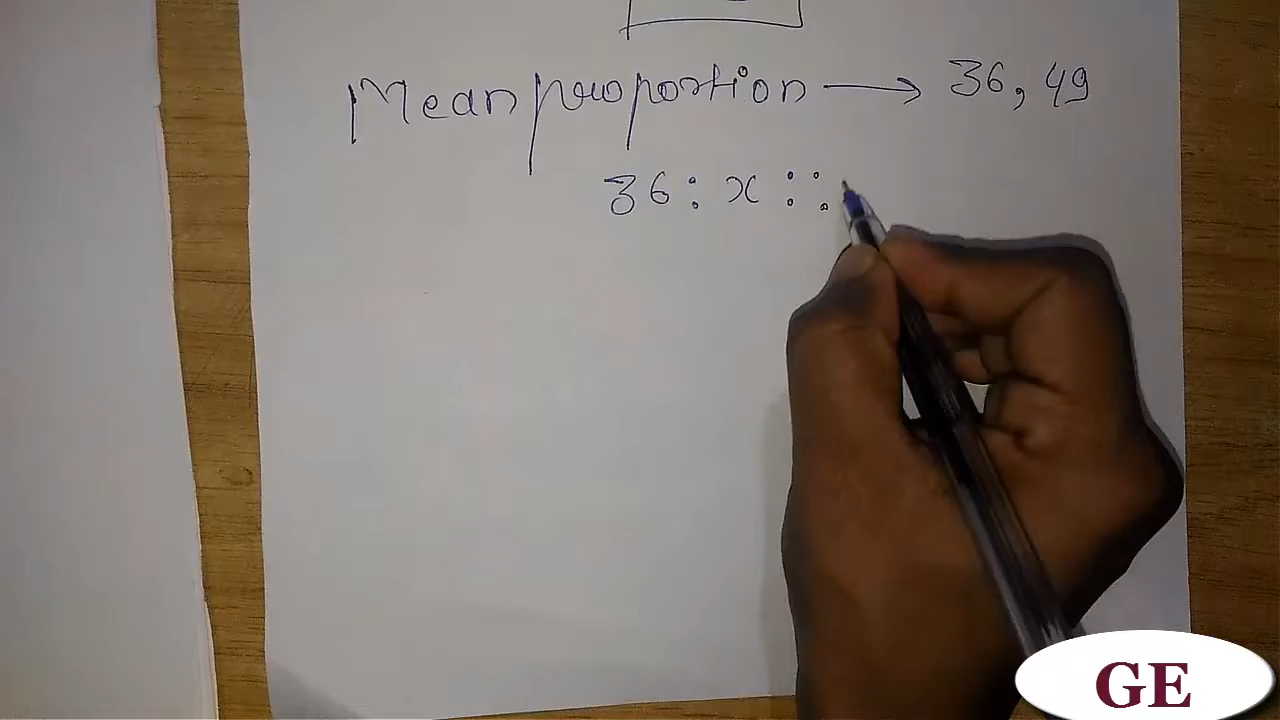 Mean proportion → 36, 49
36 : x ::
GE